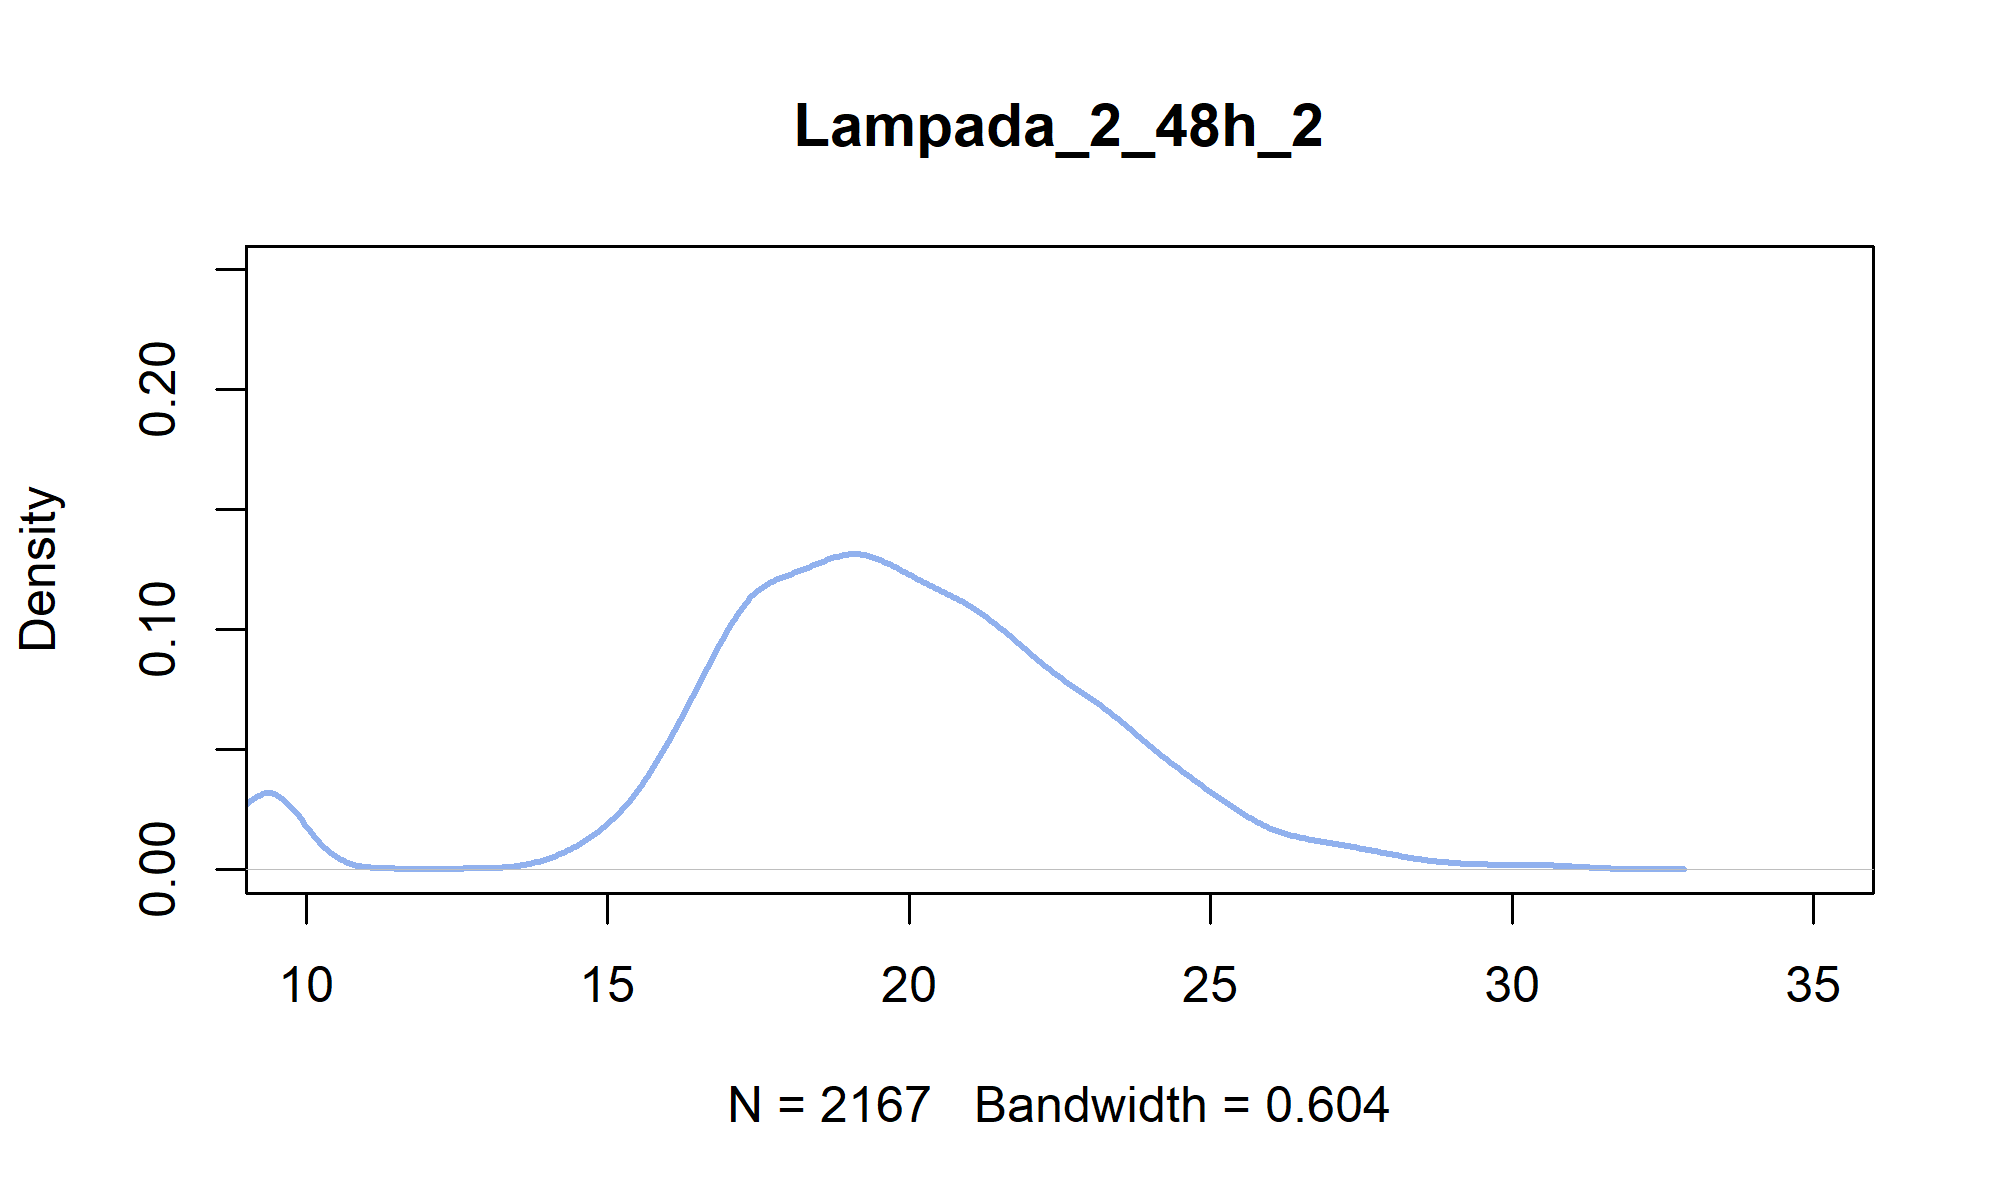 Lampada_2_48h_2
Density
0.20
0.10
0.00
10 15 20 25 30 35
N = 2167 Bandwidth = 0.604